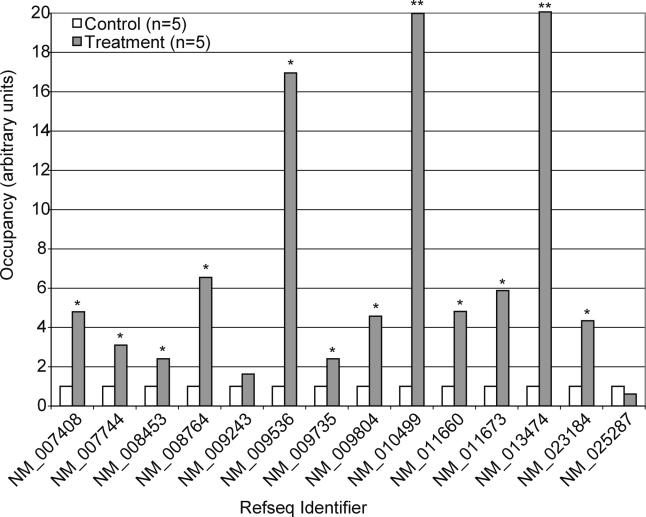 Control (n=5)
Treatment (n=5)
Occupancy (arbitrary units)
20
18
16
14
12
10
8
6
4
2
0
*
*
*
*
*
*
*
**
*
*
**
*
NM_007408
NM_007744
NM_008453
NM_008764
NM_009243
NM_009536
NM_009735
NM_009804
NM_010499
NM_011660
NM_011673
NM_013474
NM_023184
NM_025287
Refseq Identifier